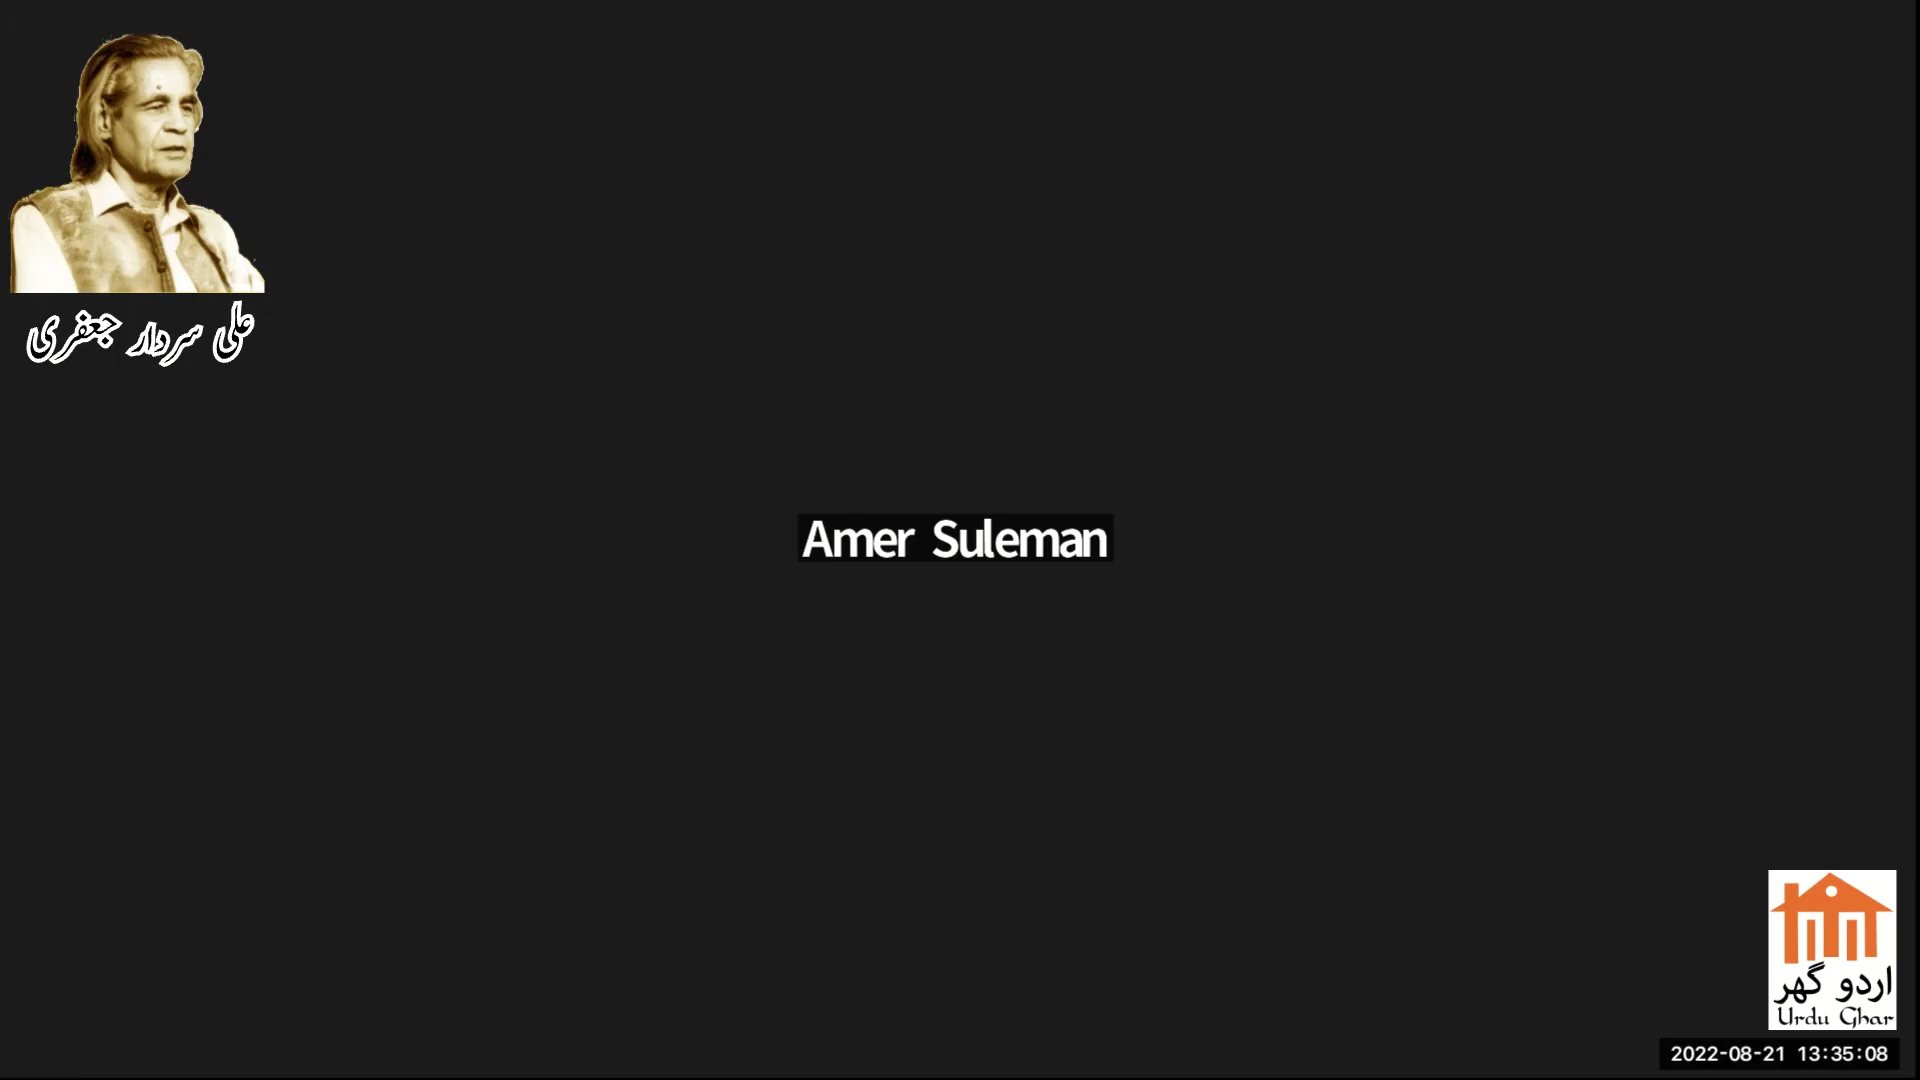 علی سردار جعفری
Amer Suleman
اردو گھر
Urdu Ghar
2022-08-21 13:35:08